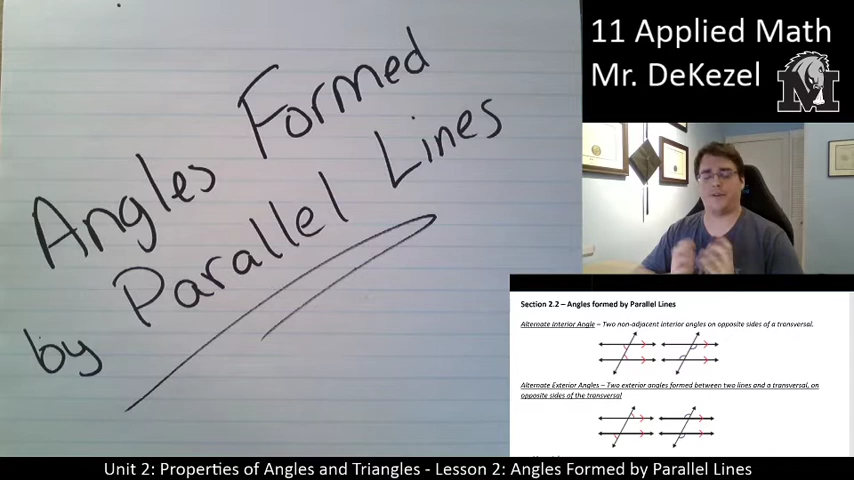 Angles Formed
by Parallel Lines
11 Applied Math
Mr. DeKezel
M
Section 2.2 – Angles formed by Parallel Lines
Alternate Interior Angle – Two non-adjacent interior angles on opposite sides of a transversal.
Alternate Exterior Angles – Two exterior angles formed between two lines and a transversal, on
opposite sides of the transversal
Unit 2: Properties of Angles and Triangles - Lesson 2: Angles Formed by Parallel Lines